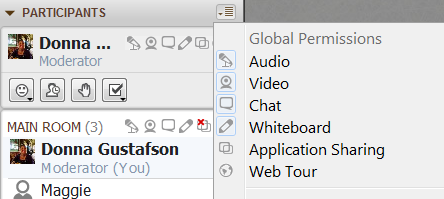 PARTICIPANTS
Donna ...
Moderator
MAIN ROOM (3)
Donna Gustafson
Moderator (You)
Maggie
Global Permissions
Audio
Video
Chat
Whiteboard
Application Sharing
Web Tour